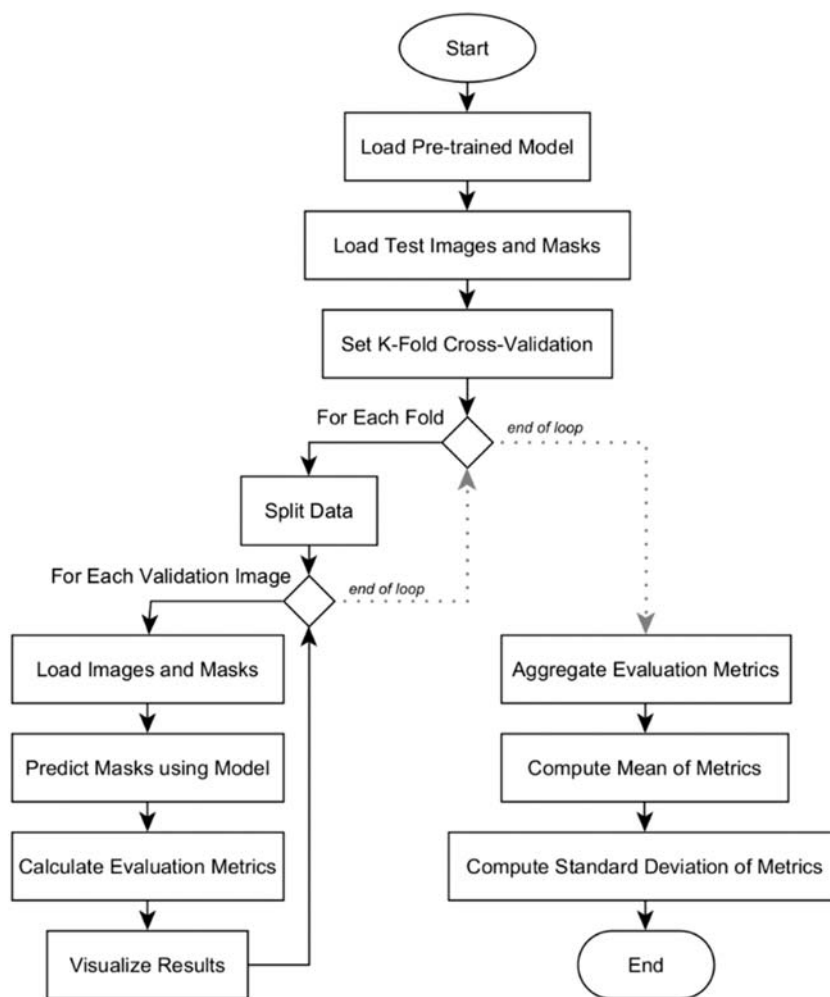 Start
Load Pre-trained Model
Load Test Images and Masks
Set K-Fold Cross-Validation
For Each Fold
end of loop
Split Data
For Each Validation Image
end of loop
Load Images and Masks
Predict Masks using Model
Calculate Evaluation Metrics
Visualize Results
Aggregate Evaluation Metrics
Compute Mean of Metrics
Compute Standard Deviation of Metrics
End